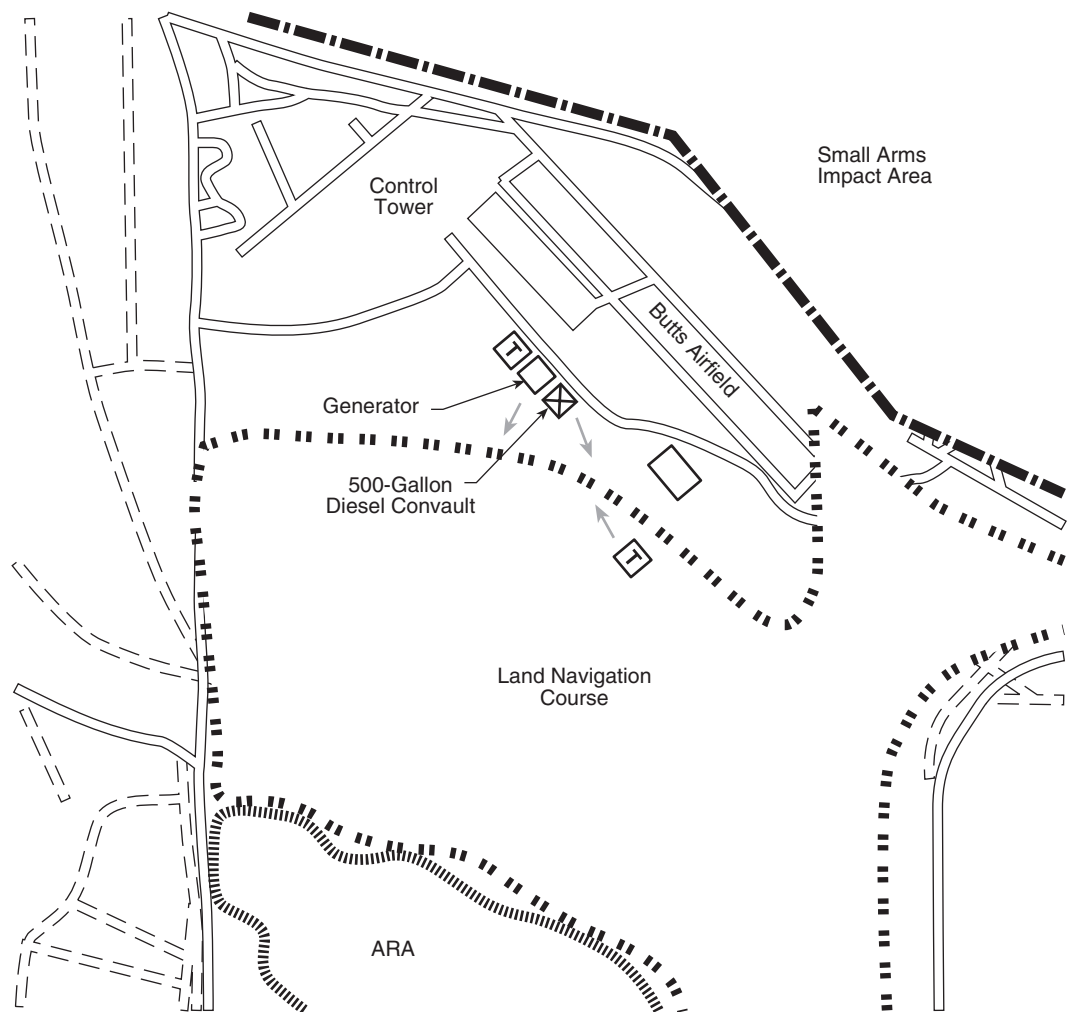 Small Arms
Impact Area
Control
Tower
Butts Airfield
T
Generator
500-Gallon
Diesel Convault
T
Land Navigation
Course
ARA